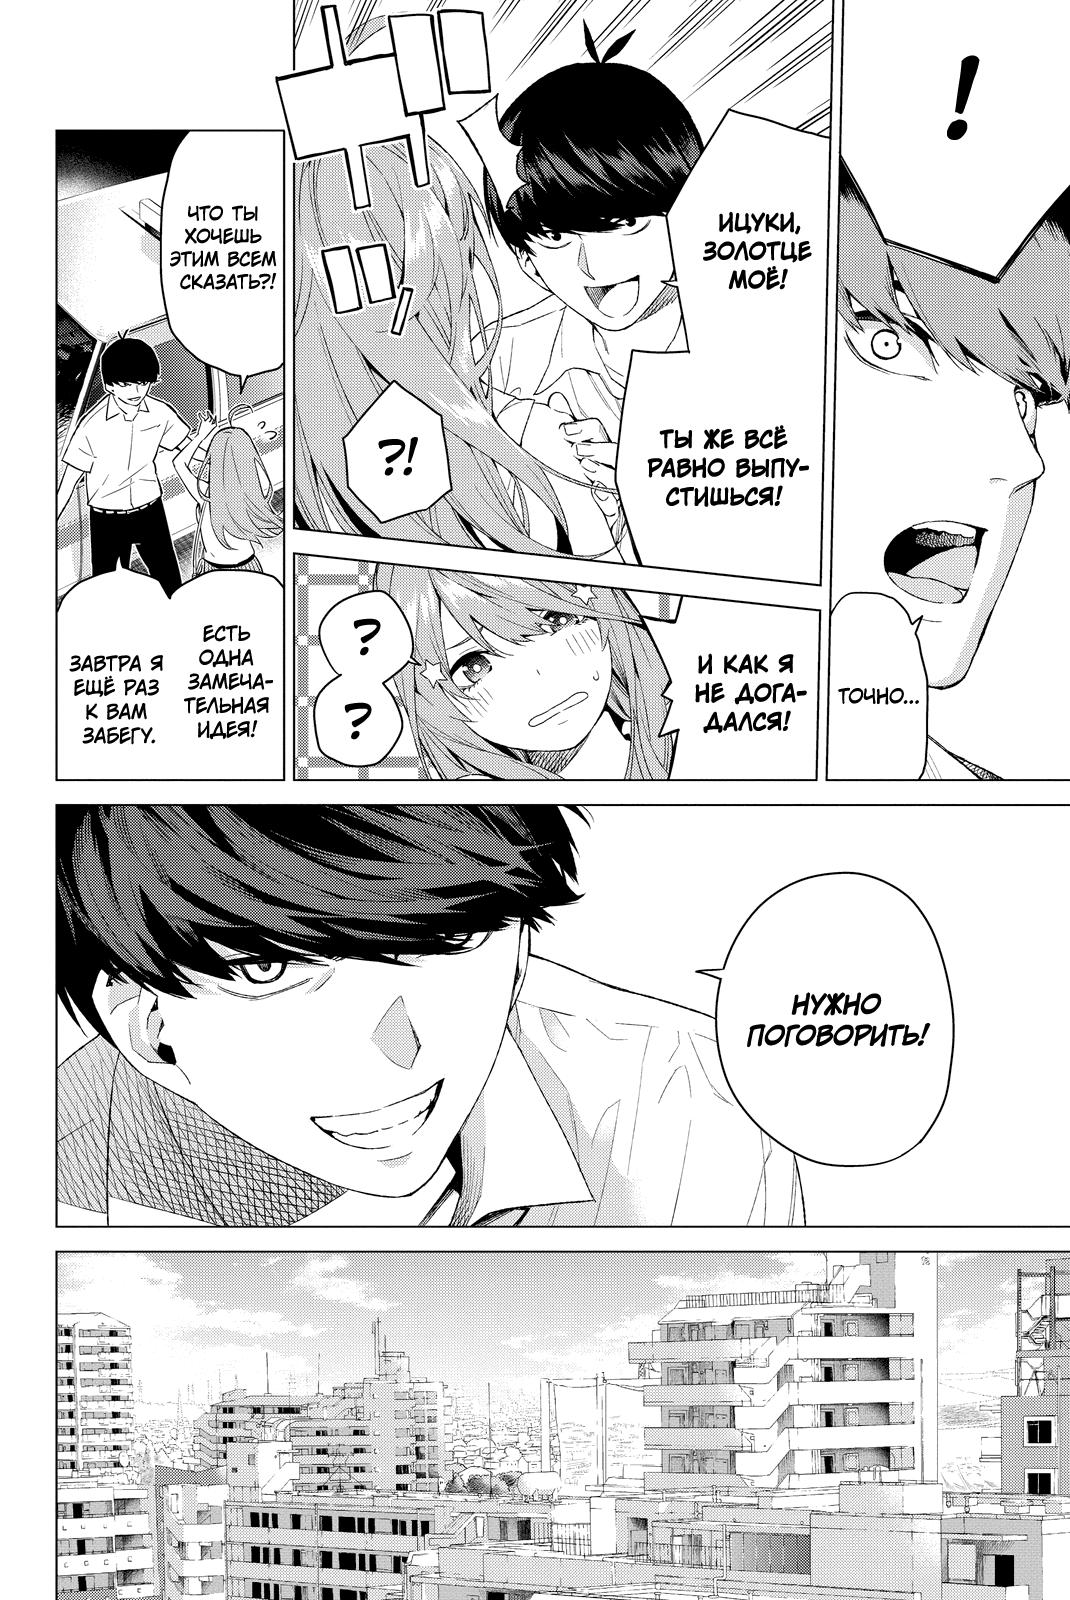 !
ТОЧНО...
ИЦУКИ,
ЗОЛОТЦЕ
МОЁ!
ТЫ ЖЕ ВСЁ
РАВНО ВЫПУ-
СТИШЬСЯ!
?!
И КАК Я
НЕ ДОГА-
ДАЛСЯ!
?
?
ЧТО ТЫ
ХОЧЕШЬ
ЭТИМ ВСЕМ
СКАЗАТЬ?!
ЕСТЬ
ОДНА
ЗАМЕЧА-
ТЕЛЬНАЯ
ИДЕЯ!
ЗАВТРА Я
ЕЩЁ РАЗ
К ВАМ
ЗАБЕГУ.
НУЖНО
ПОГОВОРИТЬ!